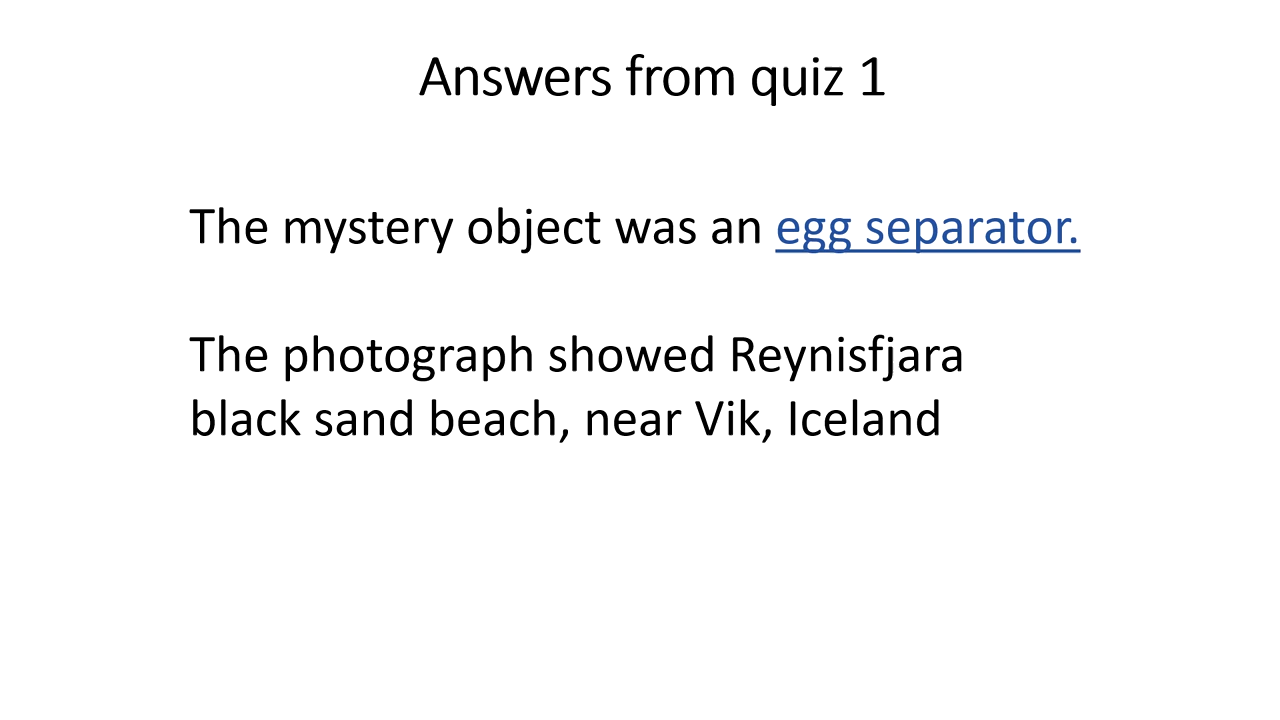 Answers from quiz 1
The mystery object was an egg separator.
The photograph showed Reynisfjara
black sand beach, near Vik, Iceland